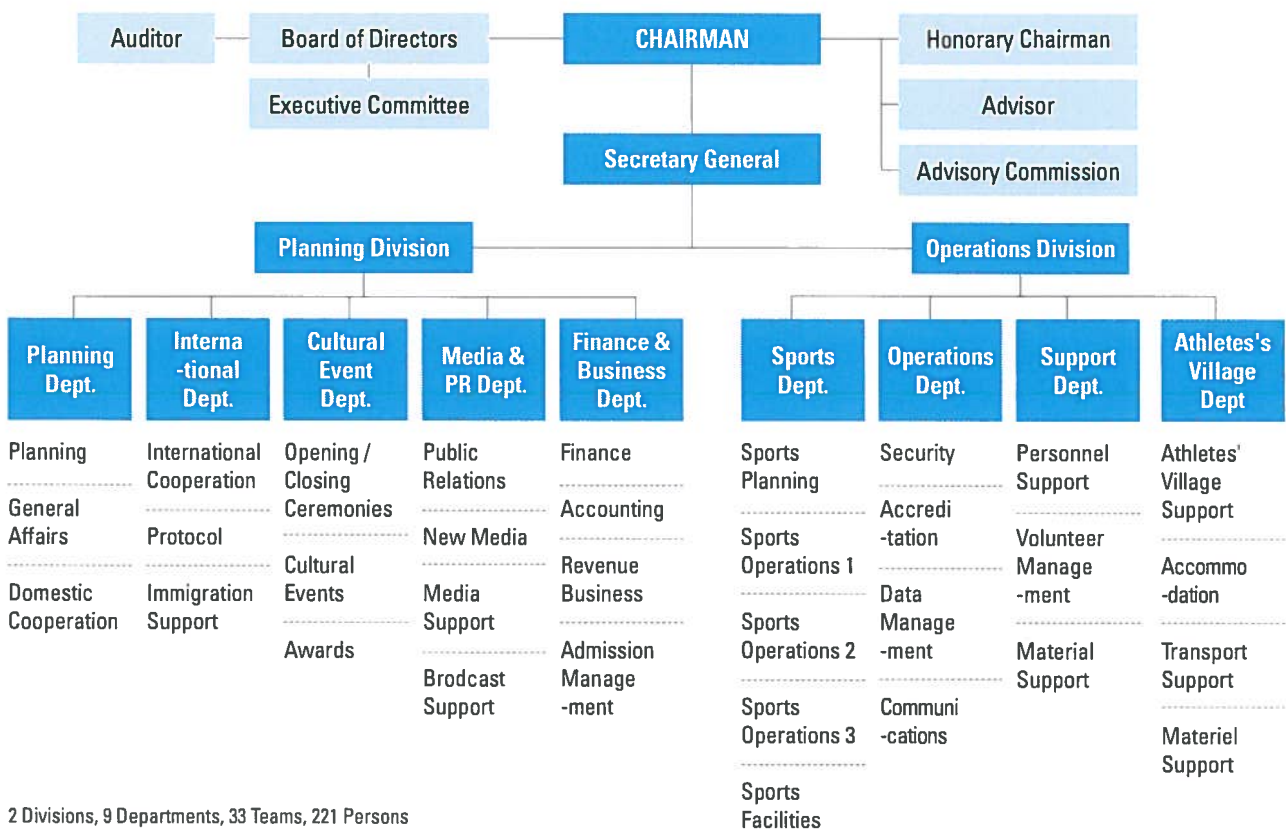 Auditor
Board of Directors
CHAIRMAN
Honorary Chairman
Executive Committee
Advisor
Secretary General
Advisory Commission
Planning Division
Operations Division
Planning
Dept.
Interna
-tional
Dept.
Cultural
Event
Dept.
Media &
PR Dept.
Finance &
Business
Dept.
Sports
Dept.
Operations
Dept.
Support
Dept.
Athletes's
Village
Dept
Planning
General
Affairs
Domestic
Cooperation
International
Cooperation
Protocol
Immigration
Support
Opening /
Closing
Ceremonies
Cultural
Events
Awards
Public
Relations
New Media
Media
Support
Brodcast
Support
Finance
Accounting
Revenue
Business
Admission
Manage
-ment
Sports
Planning
Sports
Operations 1
Sports
Operations 2
Sports
Operations 3
Sports
Facilities
Security
Accredi
-tation
Data
Manage
-ment
Communi
-cations
Personnel
Support
Volunteer
Manage
-ment
Material
Support
Athletes'
Village
Support
Accommo
-dation
Transport
Support
Materiel
Support
2 Divisions, 9 Departments, 33 Teams, 221 Persons